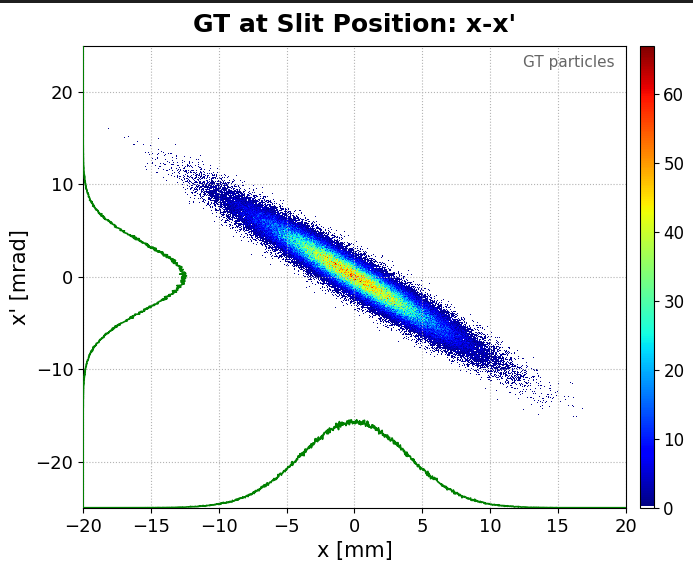 GT at Slit Position: x-x'
GT particles
x' [mrad]
20
10
0
−10
−20
−20 −15 −10 −5 0 5 10 15 20
x [mm]
60
50
40
30
20
10
0